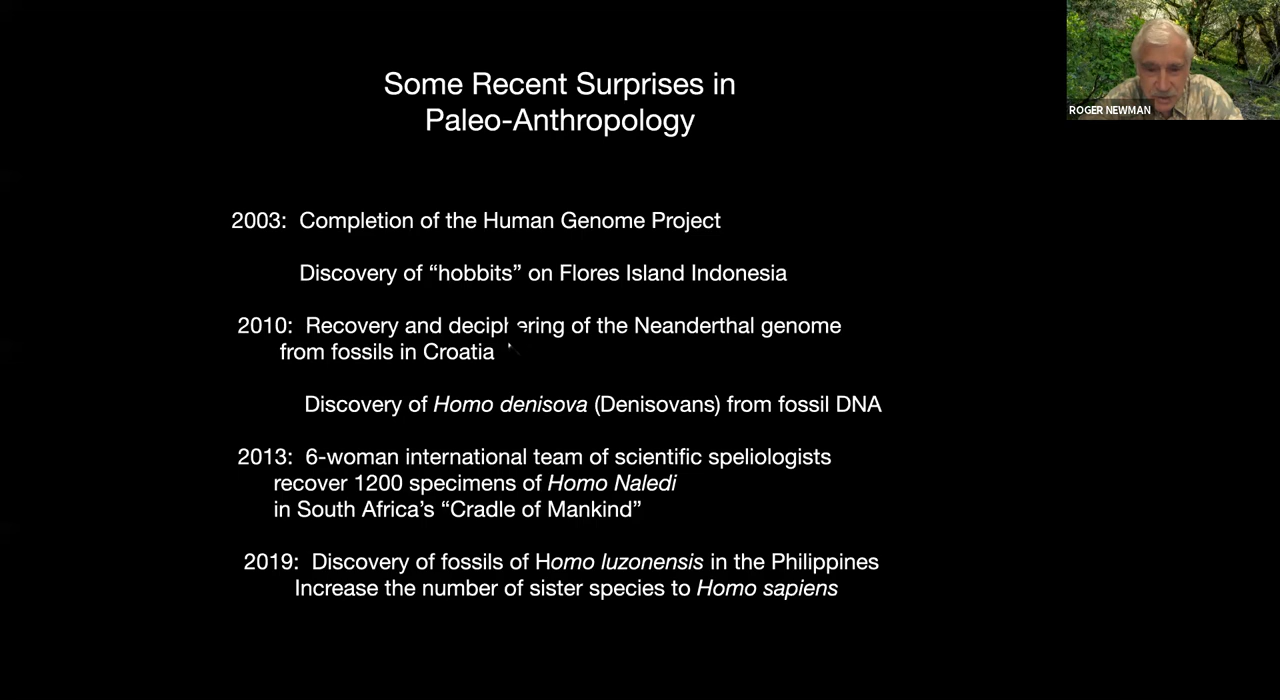 Some Recent Surprises in
Paleo-Anthropology
ROGER NEWMAN
2003: Completion of the Human Genome Project
Discovery of “hobbits” on Flores Island Indonesia
2010: Recovery and deciphering of the Neanderthal genome
from fossils in Croatia
Discovery of Homo denisova (Denisovans) from fossil DNA
2013: 6-woman international team of scientific speliologists
recover 1200 specimens of Homo Naledi
in South Africa’s “Cradle of Mankind”
2019: Discovery of fossils of Homo luzonensis in the Philippines
Increase the number of sister species to Homo sapiens